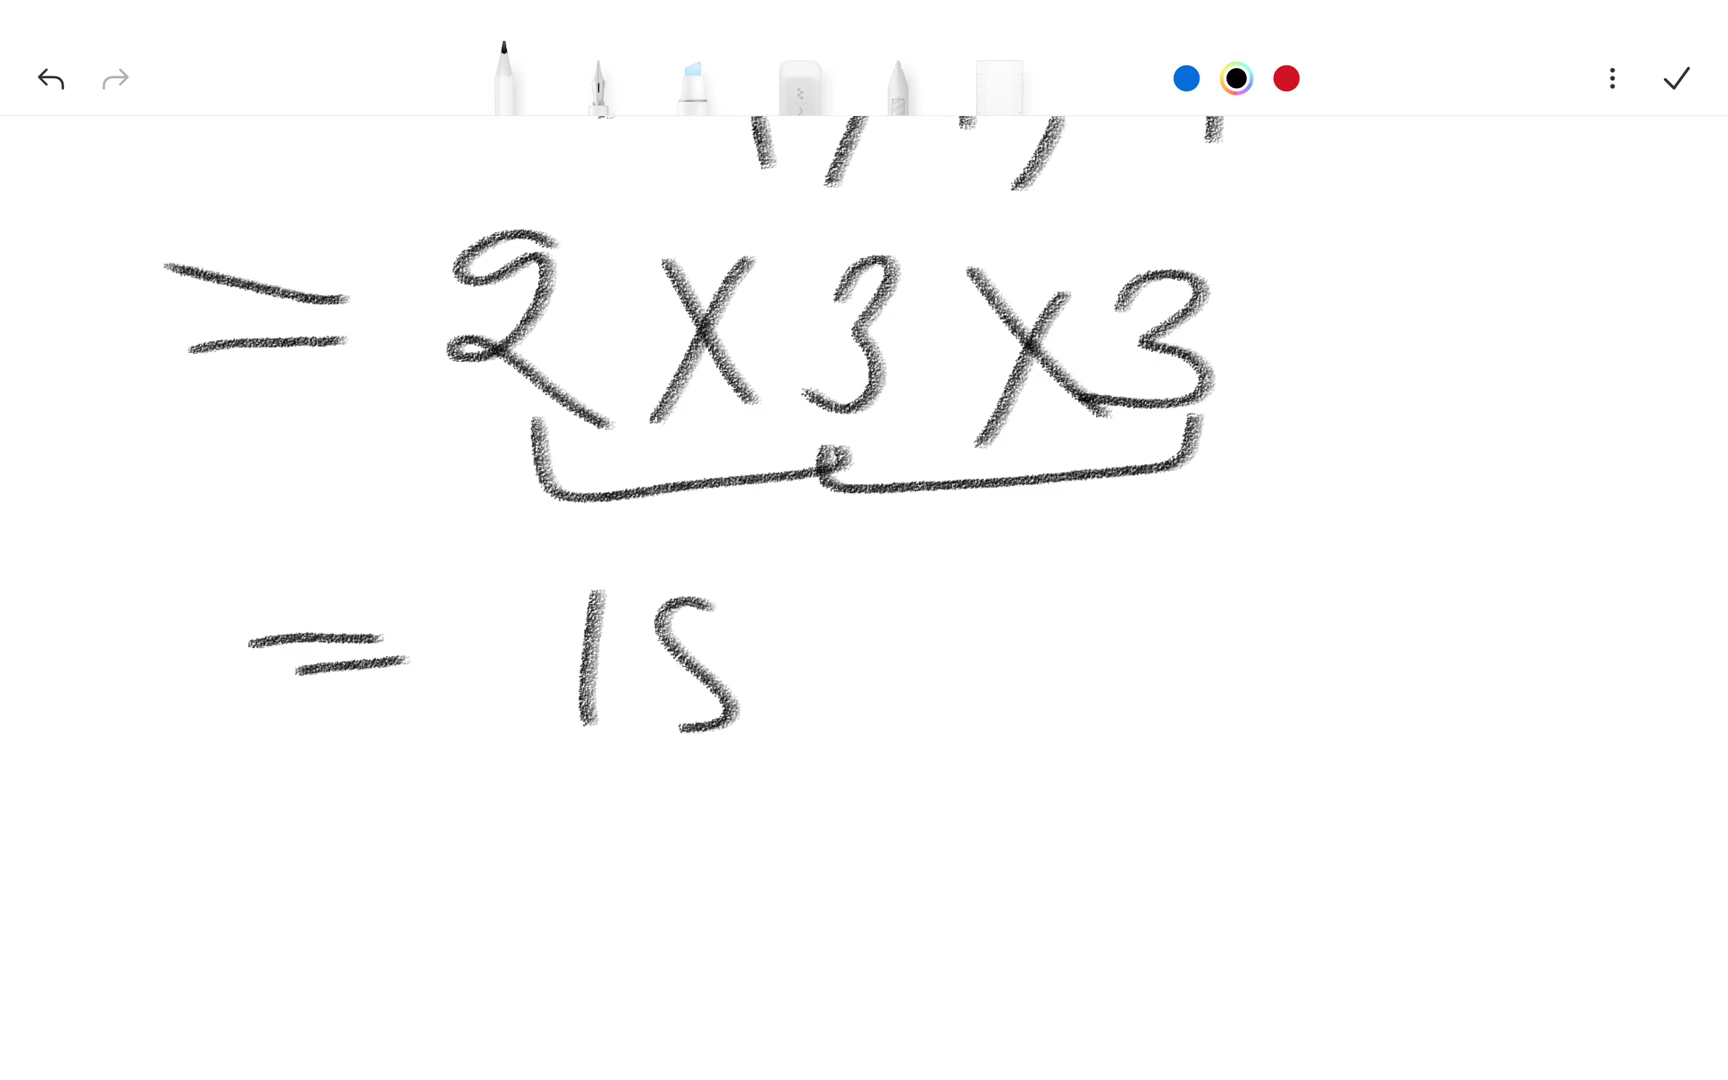 = 2 X 3 X 3
= 15